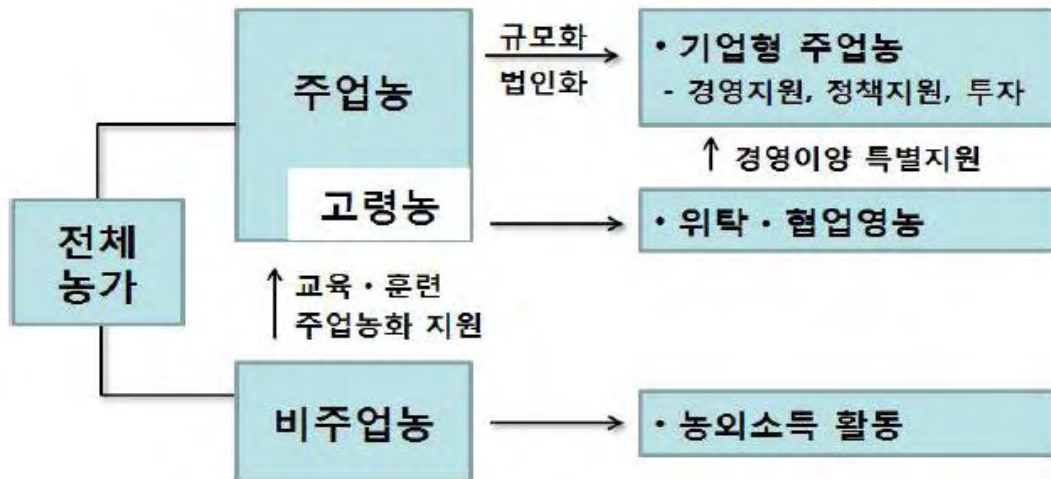 주업농
규모화
법인화
• 기업형 주업농
- 경영지원, 정책지원, 투자
↑ 경영이양 특별지원
고령농
• 위탁・협업영농
전체
농가
↑ 교육・훈련
주업농화 지원
비주업농
• 농외소득 활동